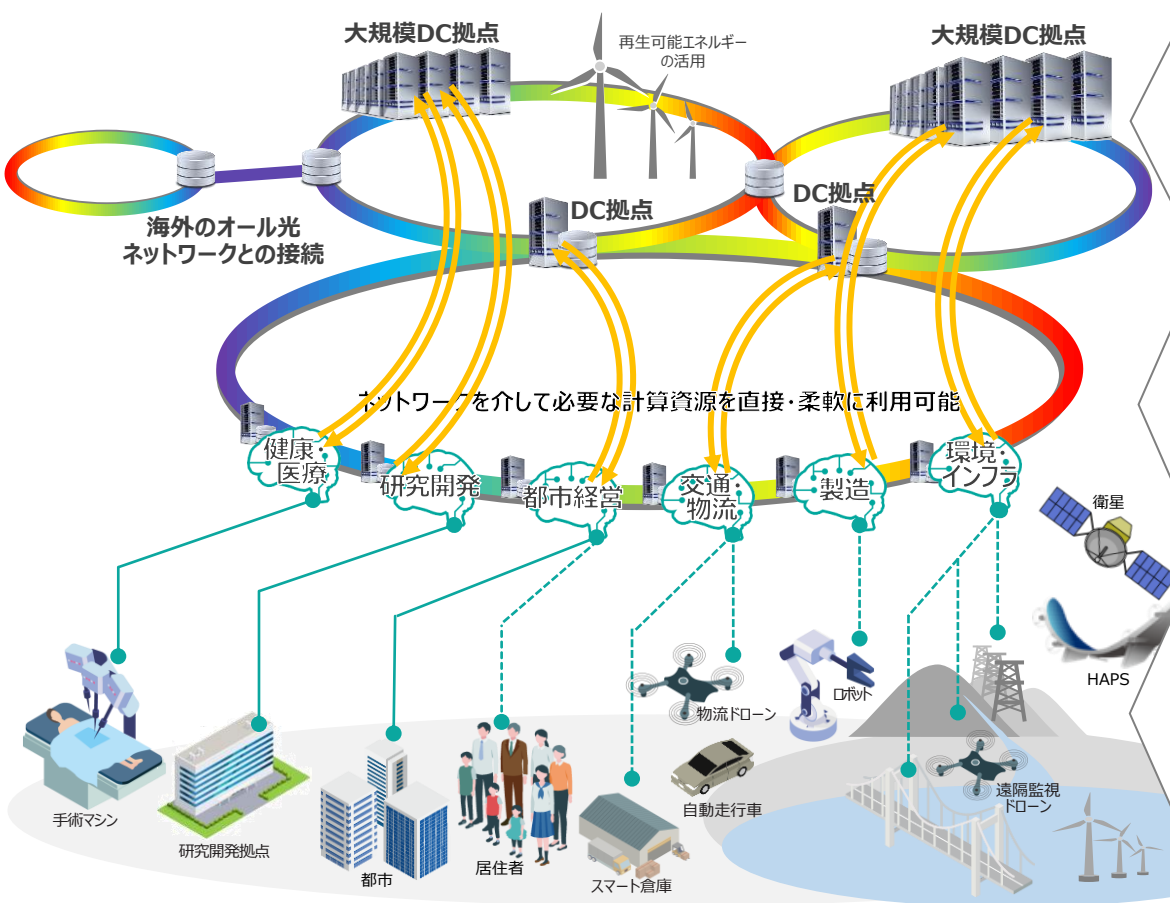 大規模DC拠点
再生可能エネルギー
の活用
大規模DC拠点
海外のオール光
ネットワークとの接続
DC拠点
DC拠点
ネットワークを介して必要な計算資源を直接・柔軟に利用可能
健康・
医療
研究開発
都市経営
交通・
物流
製造
環境・
インフラ
衛星
HAPS
手術マシン
研究開発拠点
都市
居住者
スマート倉庫
物流ドローン
自動走行車
ロボット
遠隔監視
ドローン